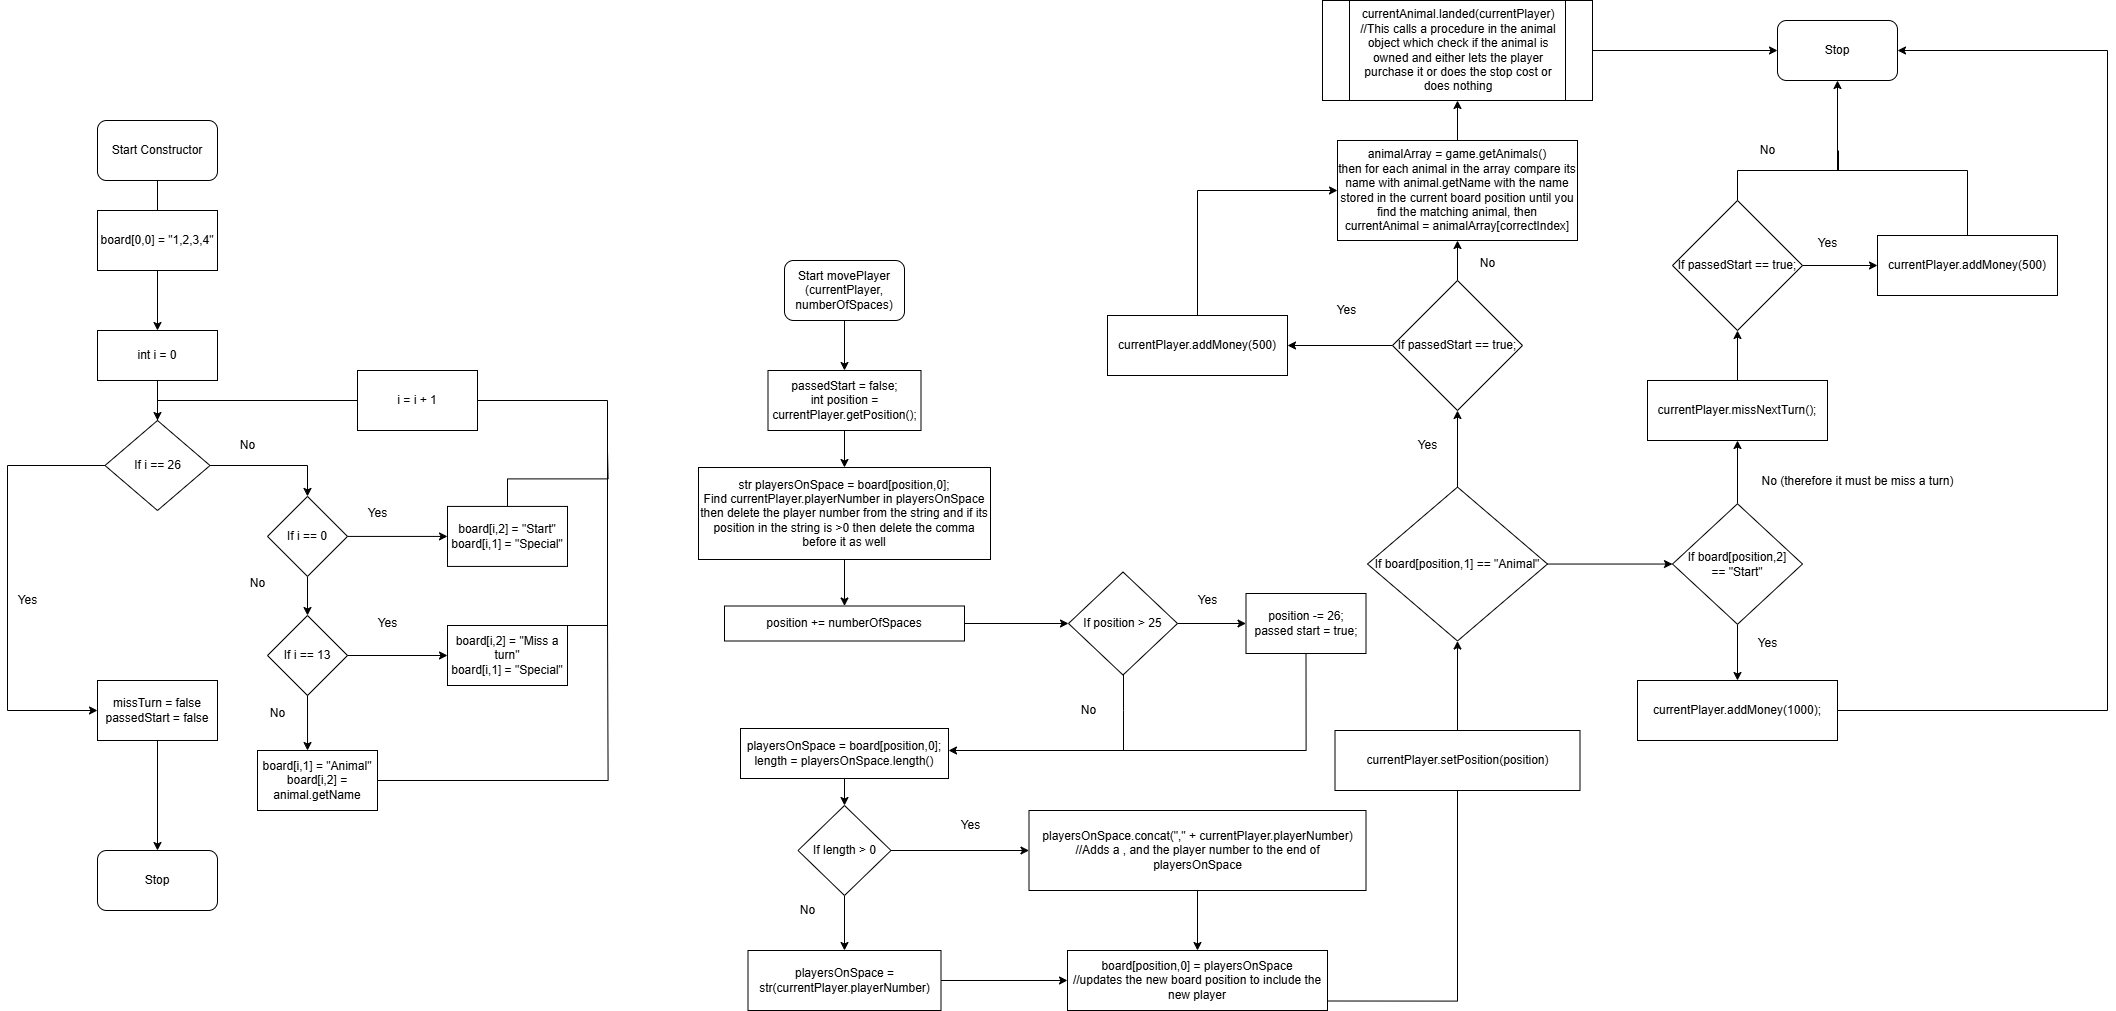 Start Constructor
board[0,0] = "1,2,3,4"
int i = 0
i = i + 1
If i == 26
No
Yes
If i == 0
Yes
board[i,2] = "Start"
board[i,1] = "Special"
No
If i == 13
Yes
board[i,2] = "Miss a
turn"
board[i,1] = "Special"
No
board[i,1] = "Animal"
board[i,2] =
animal.getName
missTurn = false
passedStart = false
Stop
Start movePlayer
(currentPlayer,
numberOfSpaces)
passedStart = false;
int position =
currentPlayer.getPosition();
str playersOnSpace = board[position,0];
Find currentPlayer.playerNumber in playersOnSpace
then delete the player number from the string and if its
position in the string is >0 then delete the comma
before it as well
position += numberOfSpaces
If position > 25
Yes
position -= 26;
passed start = true;
No
playersOnSpace = board[position,0];
length = playersOnSpace.length()
If length > 0
Yes
playersOnSpace.concat("," + currentPlayer.playerNumber)
//Adds a , and the player number to the end of
playersOnSpace
No
playersOnSpace =
str(currentPlayer.playerNumber)
board[position,0] = playersOnSpace
//updates the new board position to include the
new player
currentPlayer.setPosition(position)
If board[position,1] == "Animal"
Yes
If passedStart == true;
Yes
currentPlayer.addMoney(500)
No
animalArray = game.getAnimals()
then for each animal in the array compare its
name with animal.getName with the name
stored in the current board position until you
find the matching animal, then
currentAnimal = animalArray[correctIndex]
currentAnimal.landed(currentPlayer)
//This calls a procedure in the animal
object which check if the animal is
owned and either lets the player
purchase it or does the stop cost or
does nothing
Stop
If board[position,2]
== "Start"
No (therefore it must be miss a turn)
currentPlayer.missNextTurn();
If passedStart == true;
Yes
currentPlayer.addMoney(500)
No
Yes
currentPlayer.addMoney(1000);